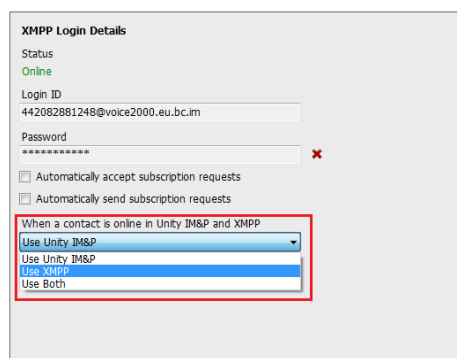 XMPP Login Details
Status
Online
Login ID
442082881248@voice2000.eu.bc.im
Password
***********
Automatically accept subscription requests
Automatically send subscription requests
When a contact is online in Unity IM&P and XMPP
Use Unity IM&P
Use Unity IM&P
Use XMPP
Use Both